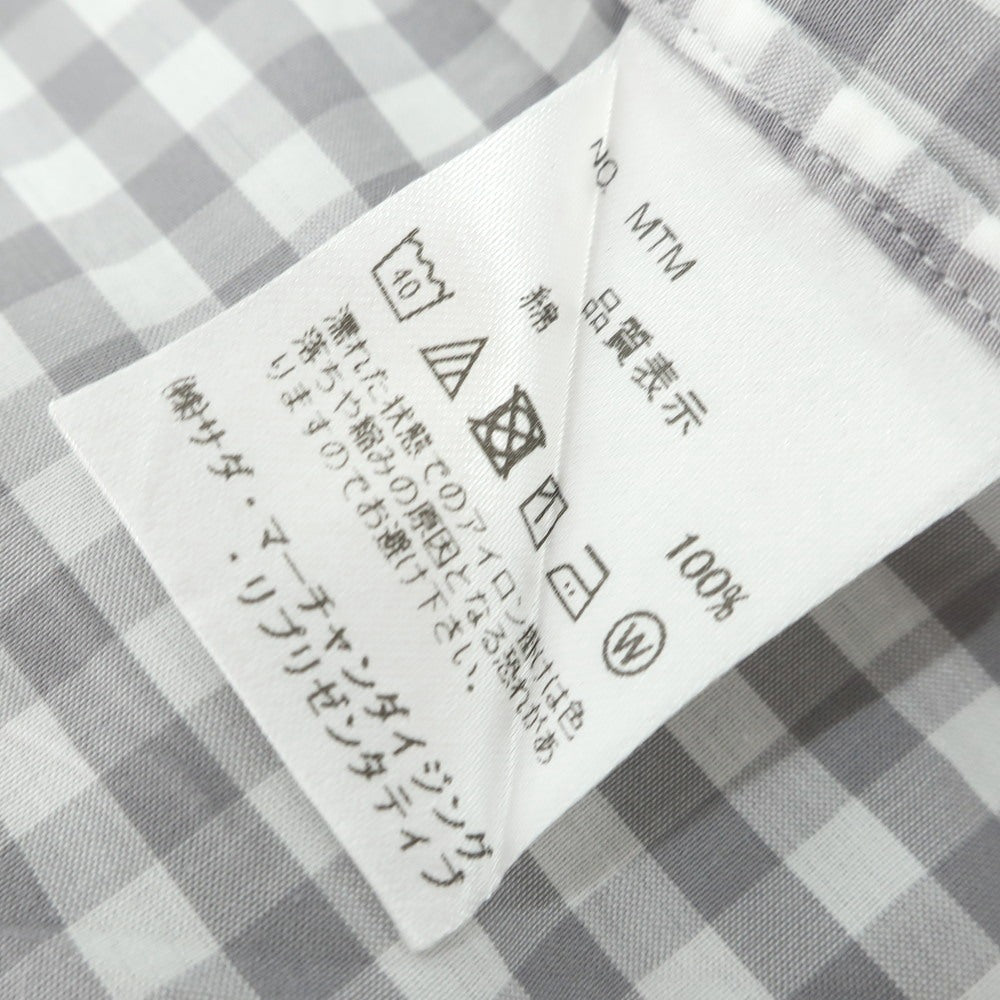 NO. MTM
品質表示
綿 100%
40
W
濡れた状態でのアイロン掛けは色
落ちや縮みの原因となる恐れがあ
りますのでお避け下さい.
㈱サダ・マーチャンダイジング
・リプリゼンタティブ